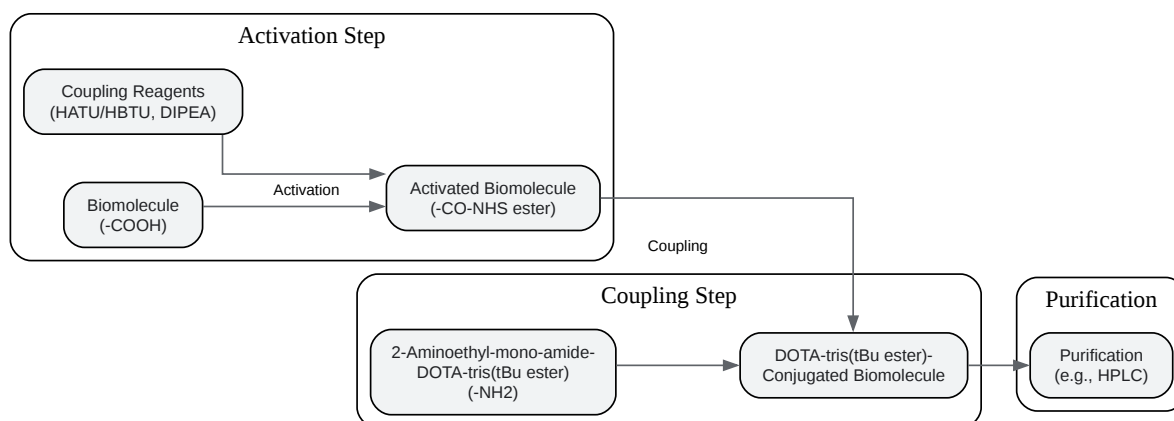 Activation Step
Coupling Reagents
(HATU/HBTU, DIPEA)
Activation
Biomolecule
(-COOH)
Activated Biomolecule
(-CO-NHS ester)
Coupling
Coupling Step
2-Aminoethyl-mono-amide-
DOTA-tris(tBu ester)
(-NH2)
DOTA-tris(tBu ester)-
Conjugated Biomolecule
Purification
Purification
(e.g., HPLC)